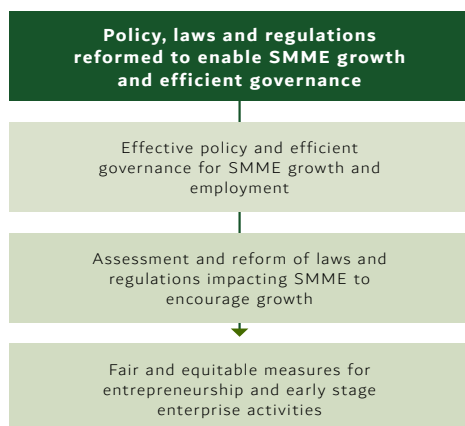 Policy, laws and regulations
reformed to enable SMME growth
and efficient governance
Effective policy and efficient
governance for SMME growth and
employment
Assessment and reform of laws and
regulations impacting SMME to
encourage growth
Fair and equitable measures for
entrepreneurship and early stage
enterprise activities